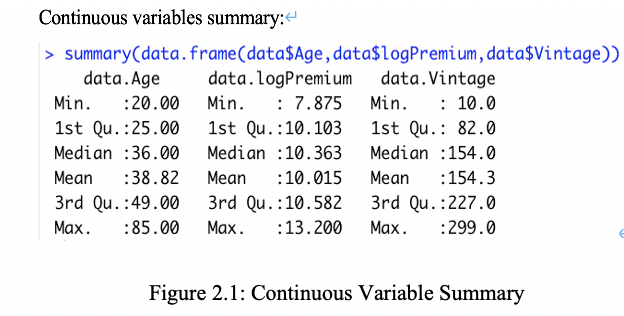 Continuous variables summary:↵
> summary(data.frame(data$Age,data$logPremium,data$Vintage))
data.Age data.logPremium data.Vintage
Min. :20.00 Min. : 7.875 Min. : 10.0
1st Qu.:25.00 1st Qu.:10.103 1st Qu.: 82.0
Median :36.00 Median :10.363 Median :154.0
Mean :38.82 Mean :10.015 Mean :154.3
3rd Qu.:49.00 3rd Qu.:10.582 3rd Qu.:227.0
Max. :85.00 Max. :13.200 Max. :299.0
Figure 2.1: Continuous Variable Summary